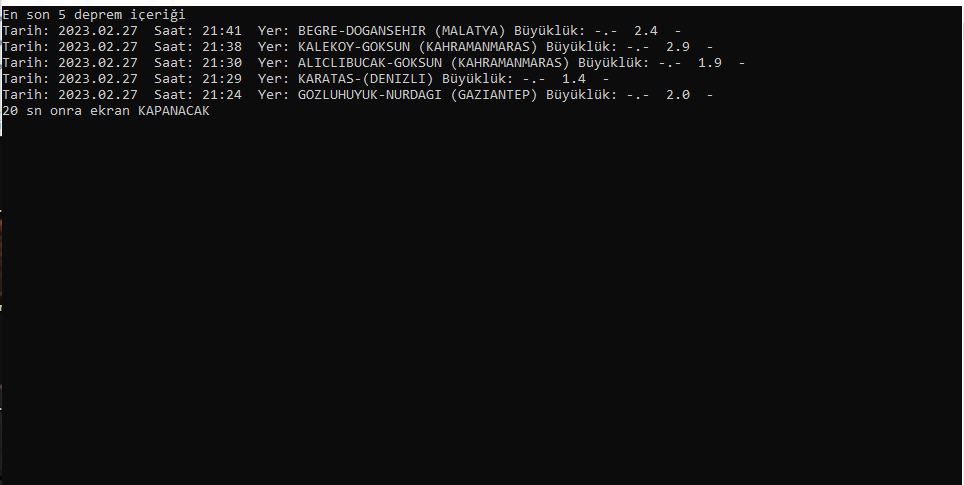 En son 5 deprem içeriği
Tarih: 2023.02.27  Saat: 21:41  Yer: BEGRE-DOGANSEHIR (MALATYA) Büyüklük: -.-  2.4  -
Tarih: 2023.02.27  Saat: 21:38  Yer: KALEKOY-GOKSUN (KAHRAMANMARAS) Büyüklük: -.-  2.9  -
Tarih: 2023.02.27  Saat: 21:30  Yer: ALICLIBUCAK-GOKSUN (KAHRAMANMARAS) Büyüklük: -.-  1.9  -
Tarih: 2023.02.27  Saat: 21:29  Yer: KARATAS-(DENIZLI) Büyüklük: -.-  1.4  -
Tarih: 2023.02.27  Saat: 21:24  Yer: GOZLUHUYUK-NURDAGI (GAZIANTEP) Büyüklük: -.-  2.0  -
20 sn onra ekran KAPANACAK